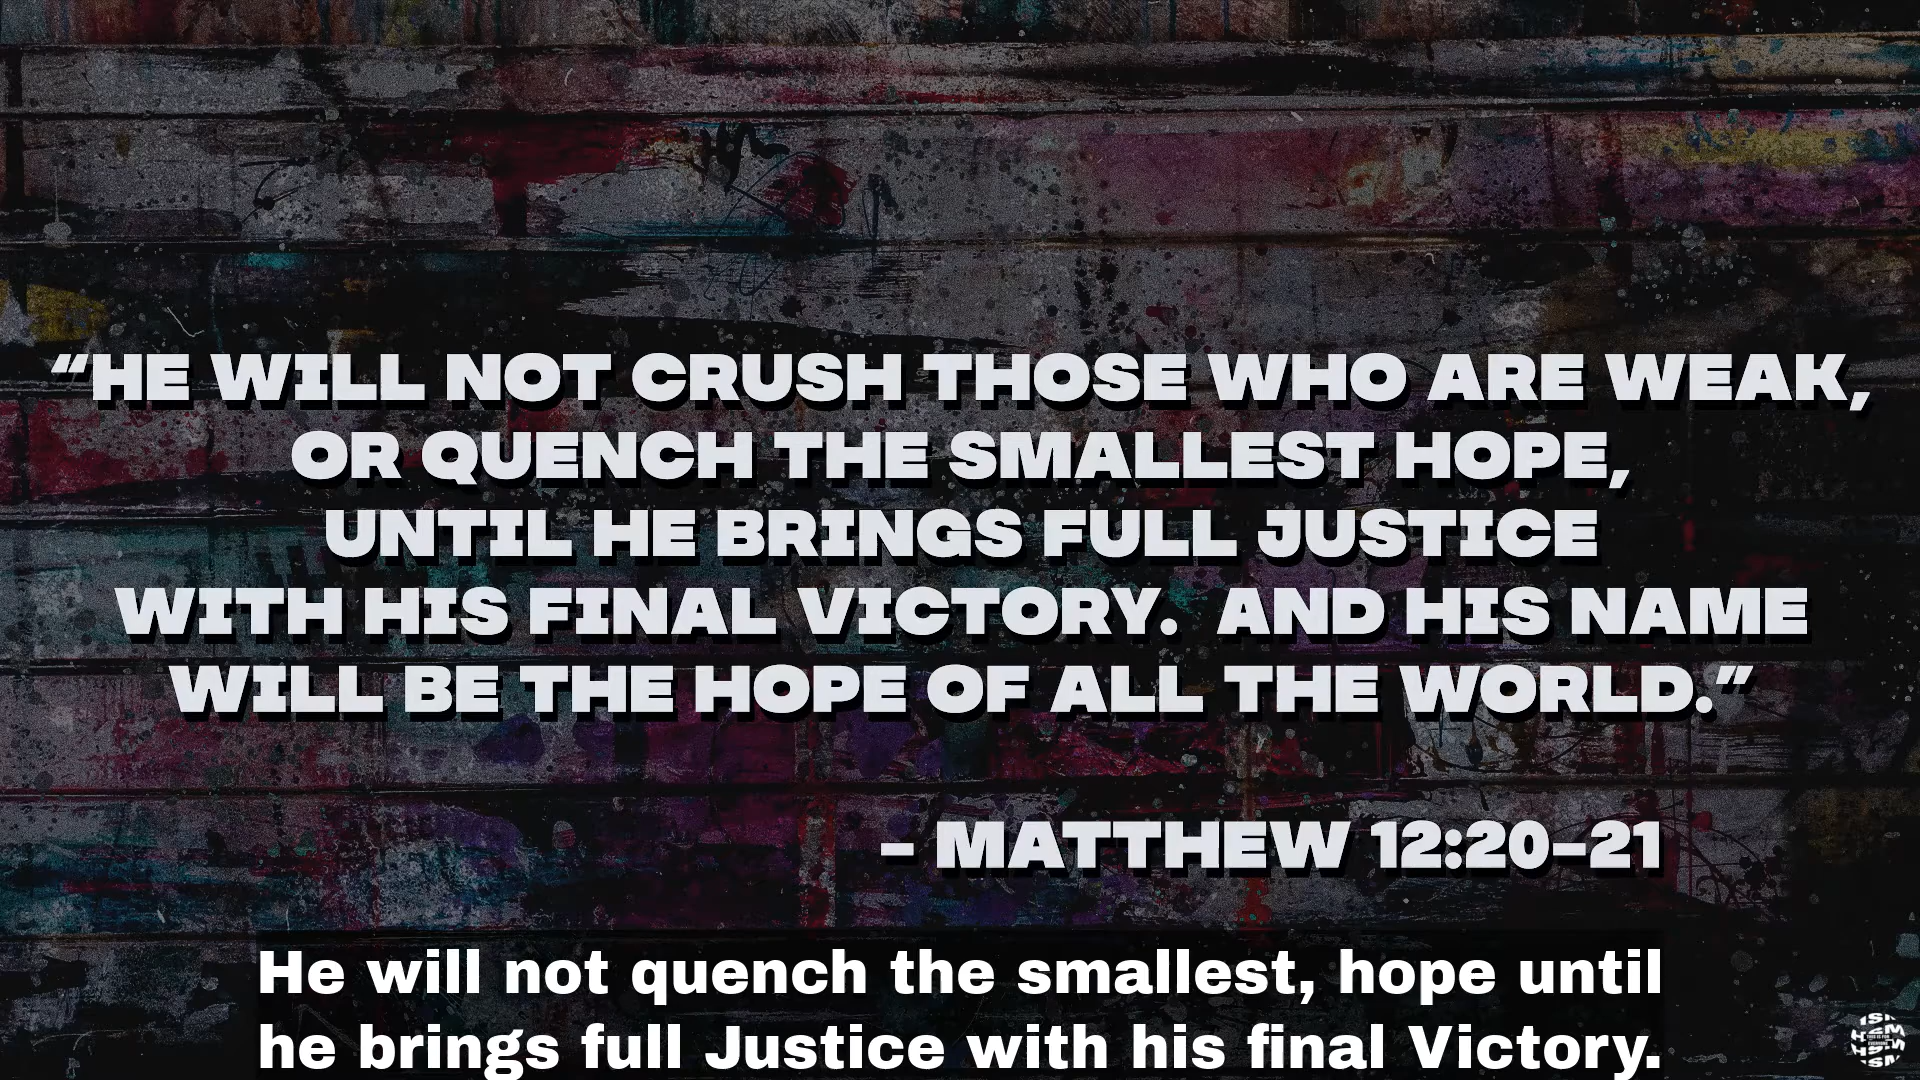 “HE WILL NOT CRUSH THOSE WHO ARE WEAK,
OR QUENCH THE SMALLEST HOPE,
UNTIL HE BRINGS FULL JUSTICE
WITH HIS FINAL VICTORY. AND HIS NAME
WILL BE THE HOPE OF ALL THE WORLD.”
– MATTHEW 12:20–21
He will not quench the smallest, hope until
he brings full Justice with his final Victory.
HSM